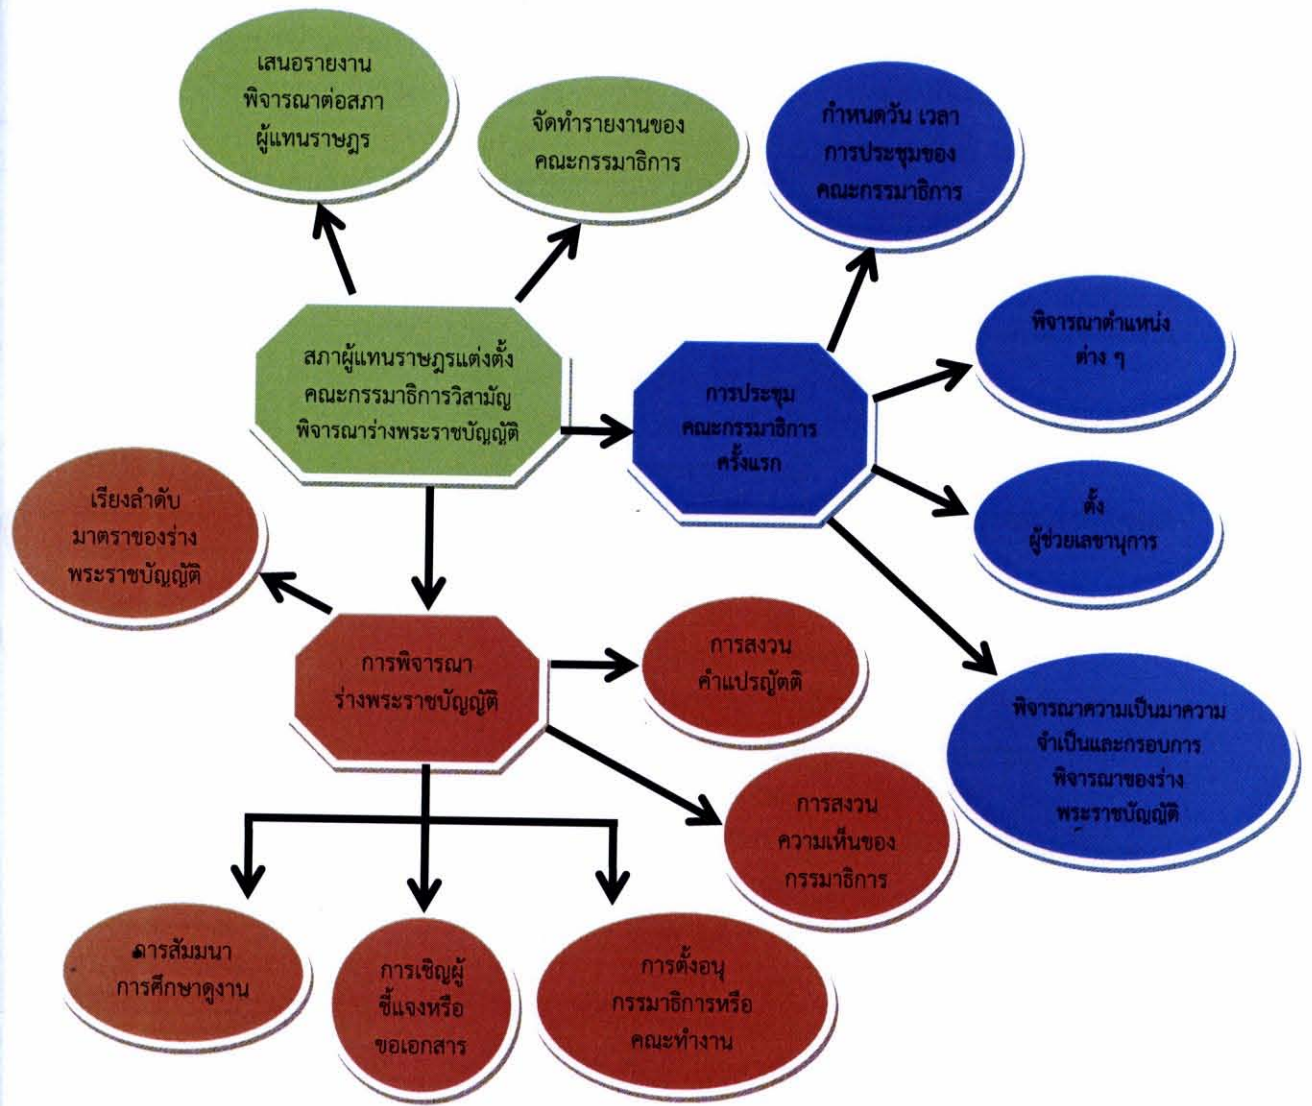 เสนอรายงาน
พิจารณาต่อสภา
ผู้แทนราษฎร
จัดทำรายงานของ
คณะกรรมาธิการ
กำหนดวัน เวลา
การประชุมของ
คณะกรรมาธิการ
สภาผู้แทนราษฎรแต่งตั้ง
คณะกรรมาธิการวิสามัญ
พิจารณาร่างพระราชบัญญัติ
การประชุม
คณะกรรมาธิการ
ครั้งแรก
พิจารณาตำแหน่ง
ต่าง ๆ
ตั้ง
ผู้ช่วยเลขานุการ
พิจารณาความเป็นมาความ
จำเป็นและกรอบการ
พิจารณาของร่าง
พระราชบัญญัติ
เรียงลำดับ
มาตราของร่าง
พระราชบัญญัติ
การพิจารณา
ร่างพระราชบัญญัติ
การสงวน
คำแปรญัตติ
การสงวน
ความเห็นของ
กรรมาธิการ
การสัมมนา
การศึกษาดูงาน
การเชิญผู้
ชี้แจงหรือ
ขอเอกสาร
การตั้งอนุ
กรรมาธิการหรือ
คณะทำงาน